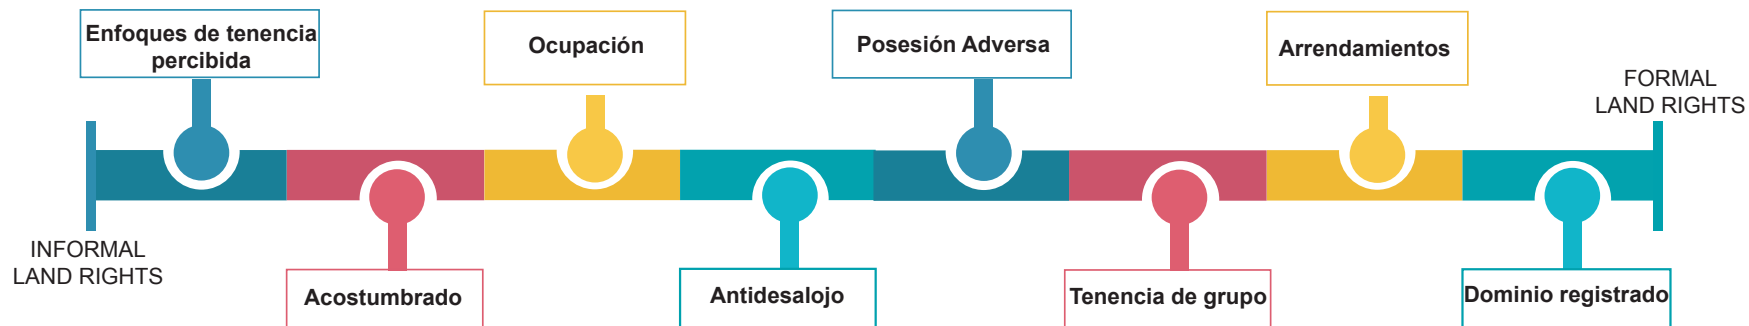 Enfoques de tenencia
percibida
Ocupación
Posesión Adversa
Arrendamientos
FORMAL
LAND RIGHTS
INFORMAL
LAND RIGHTS
Acostumbrado
Antidesalojo
Tenencia de grupo
Dominio registrado